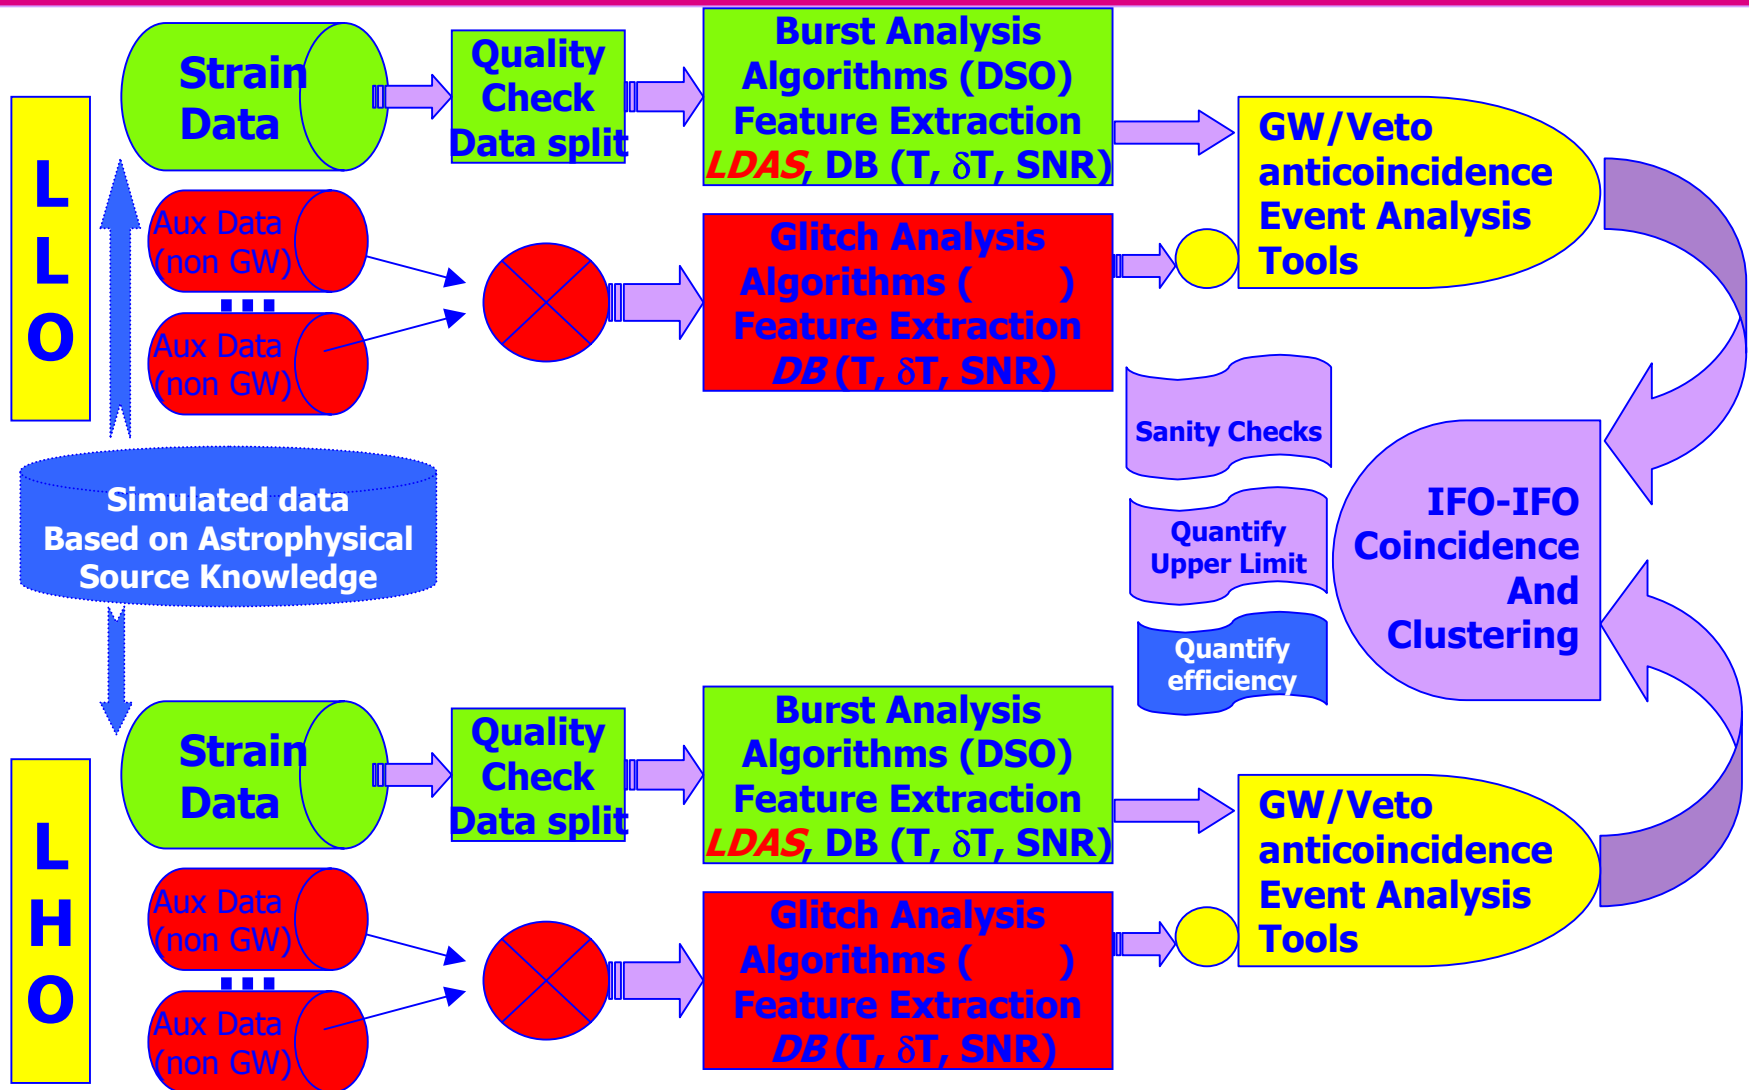 L
L
O
Strain
Data
Quality
Check
Data split
Burst Analysis
Algorithms (DSO)
Feature Extraction
LDAS, DB (T, δT, SNR)
GW/Veto
anticoincidence
Event Analysis
Tools
Aux Data
(non GW)
...
Aux Data
(non GW)
Glitch Analysis
Algorithms ( )
Feature Extraction
DB (T, δT, SNR)
Simulated data
Based on Astrophysical
Source Knowledge
Sanity Checks
Quantify
Upper Limit
Quantify
efficiency
IFO-IFO
Coincidence
And
Clustering
L
H
O
Strain
Data
Quality
Check
Data split
Burst Analysis
Algorithms (DSO)
Feature Extraction
LDAS, DB (T, δT, SNR)
GW/Veto
anticoincidence
Event Analysis
Tools
Aux Data
(non GW)
...
Aux Data
(non GW)
Glitch Analysis
Algorithms ( )
Feature Extraction
DB (T, δT, SNR)